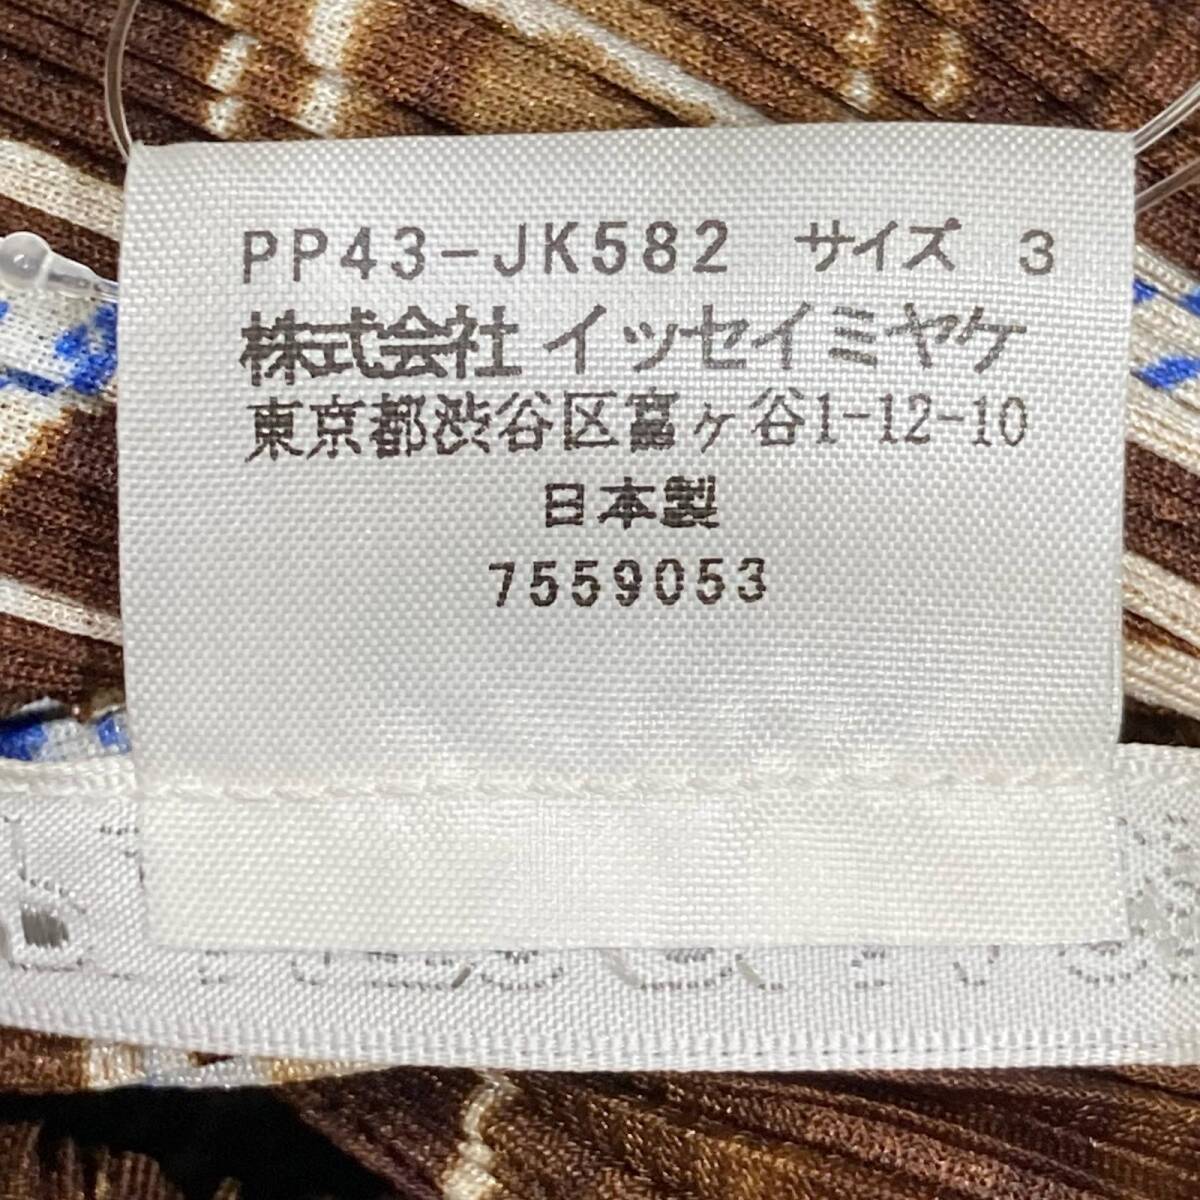 PP43-JK582 サイズ 3
株式会社 イッセイミヤケ
東京都渋谷区富ヶ谷1-12-10
日本製
7559053